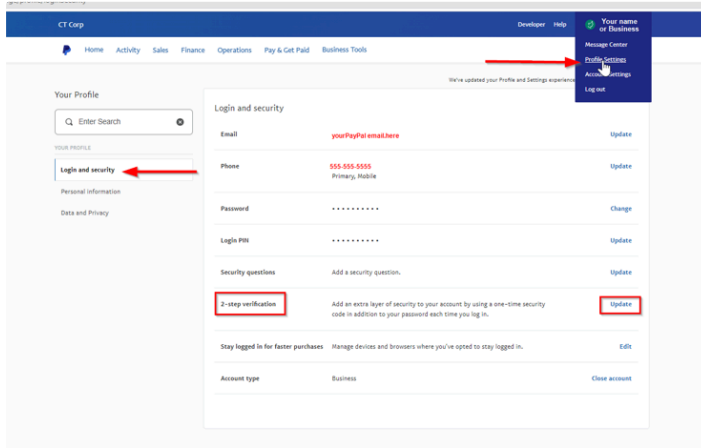 CT Corp
Developer Help
Your name
or Business
Message Center
Profile Settings
Account Settings
Log out
Home Activity Sales Finance Operations Pay & Get Paid Business Tools
We've updated your Profile and Settings experience
Your Profile
Enter Search
YOUR PROFILE
Login and security
Personal Information
Data and Privacy
Login and security
Email yourPayPal email.here Update
Phone 555-555-5555 Update
Primary, Mobile
Password •••••••••• Change
Login PIN •••••••••• Update
Security questions Add a security question. Update
2-step verification Add an extra layer of security to your account by using a one-time security Update
code in addition to your password each time you log in.
Stay logged in for faster purchases Manage devices and browsers where you've opted to stay logged in. Edit
Account type Business Close account